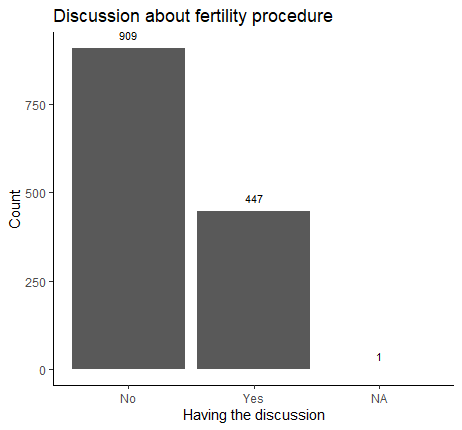 Discussion about fertility procedure
909
750
447
500
Count
250
1
0
No Yes NA
Having the discussion